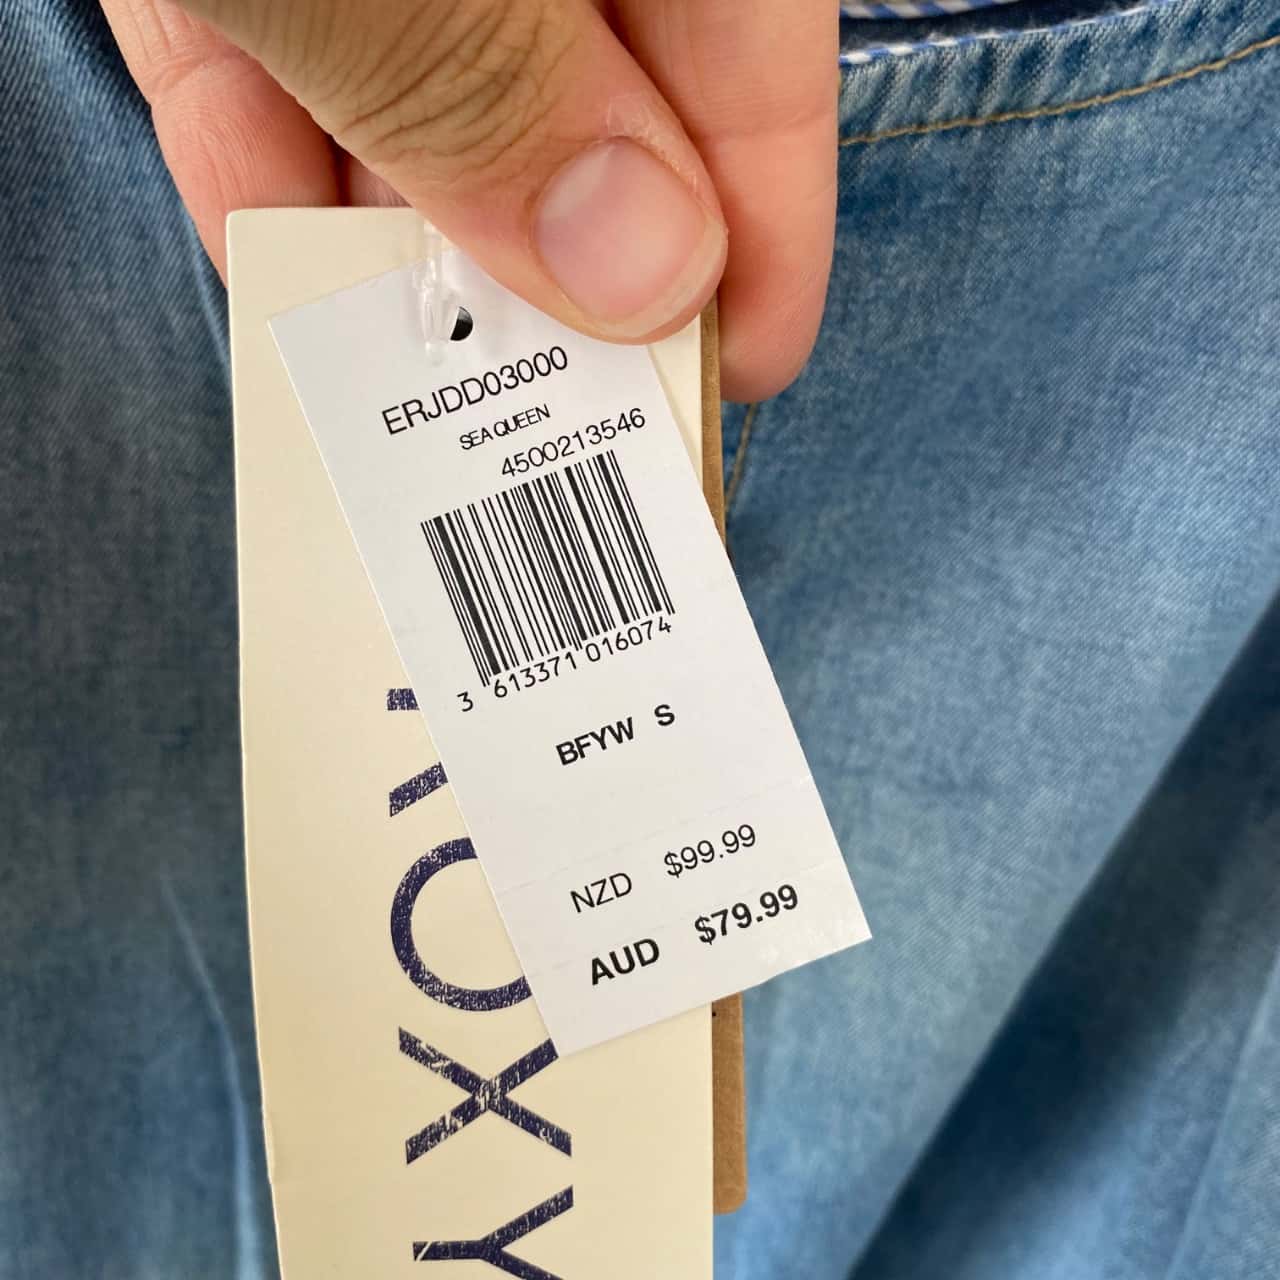 ERJDD03000
SEA QUEEN
4500213546
3 613371 016074
BFYW S
NZD $99.99
AUD $79.99
ROXY